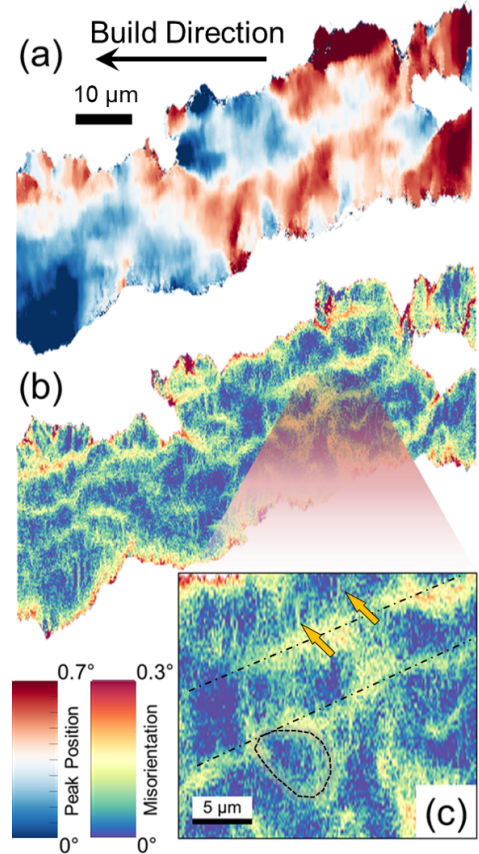 (a)
Build Direction
10 μm
(b)
0.7°
0.3°
Peak Position
Misorientation
0°
0°
5 μm
(c)